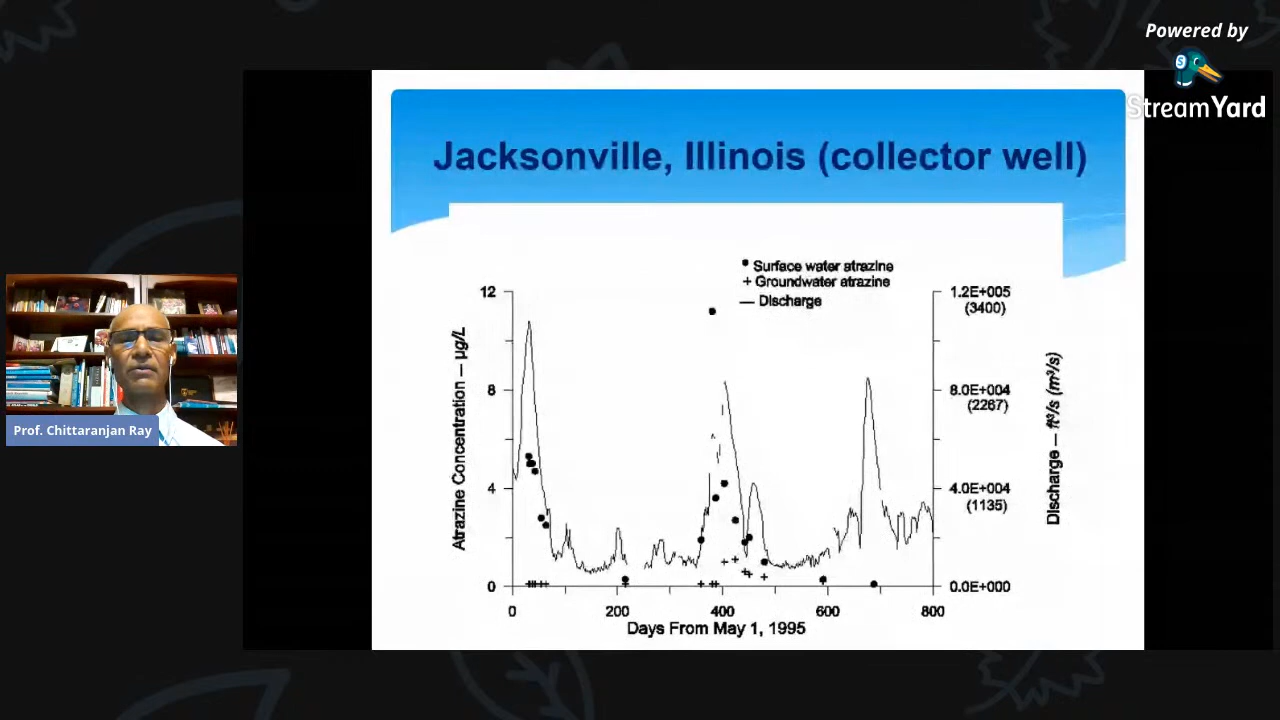 Powered by
StreamYard
Jacksonville, Illinois (collector well)
Surface water atrazine
+ Groundwater atrazine
— Discharge
12
8
4
0
Atrazine Concentration – µg/L
1.2E+005
(3400)
8.0E+004
(2267)
4.0E+004
(1135)
0.0E+000
Discharge – ft³/s (m³/s)
0 200 400 600 800
Days From May 1, 1995
Prof. Chittaranjan Ray